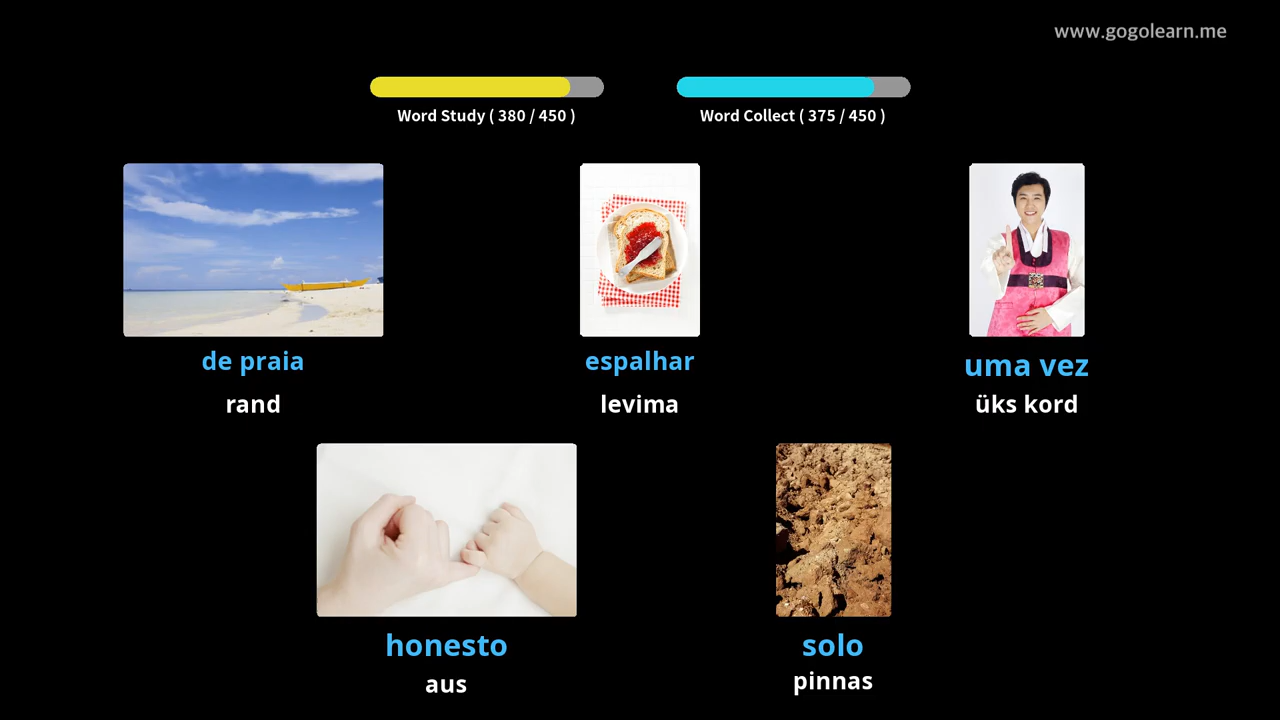 www.gogolearn.me
Word Study ( 380 / 450 )
Word Collect ( 375 / 450 )
de praia
rand
espalhar
levima
uma vez
üks kord
honesto
aus
solo
pinnas